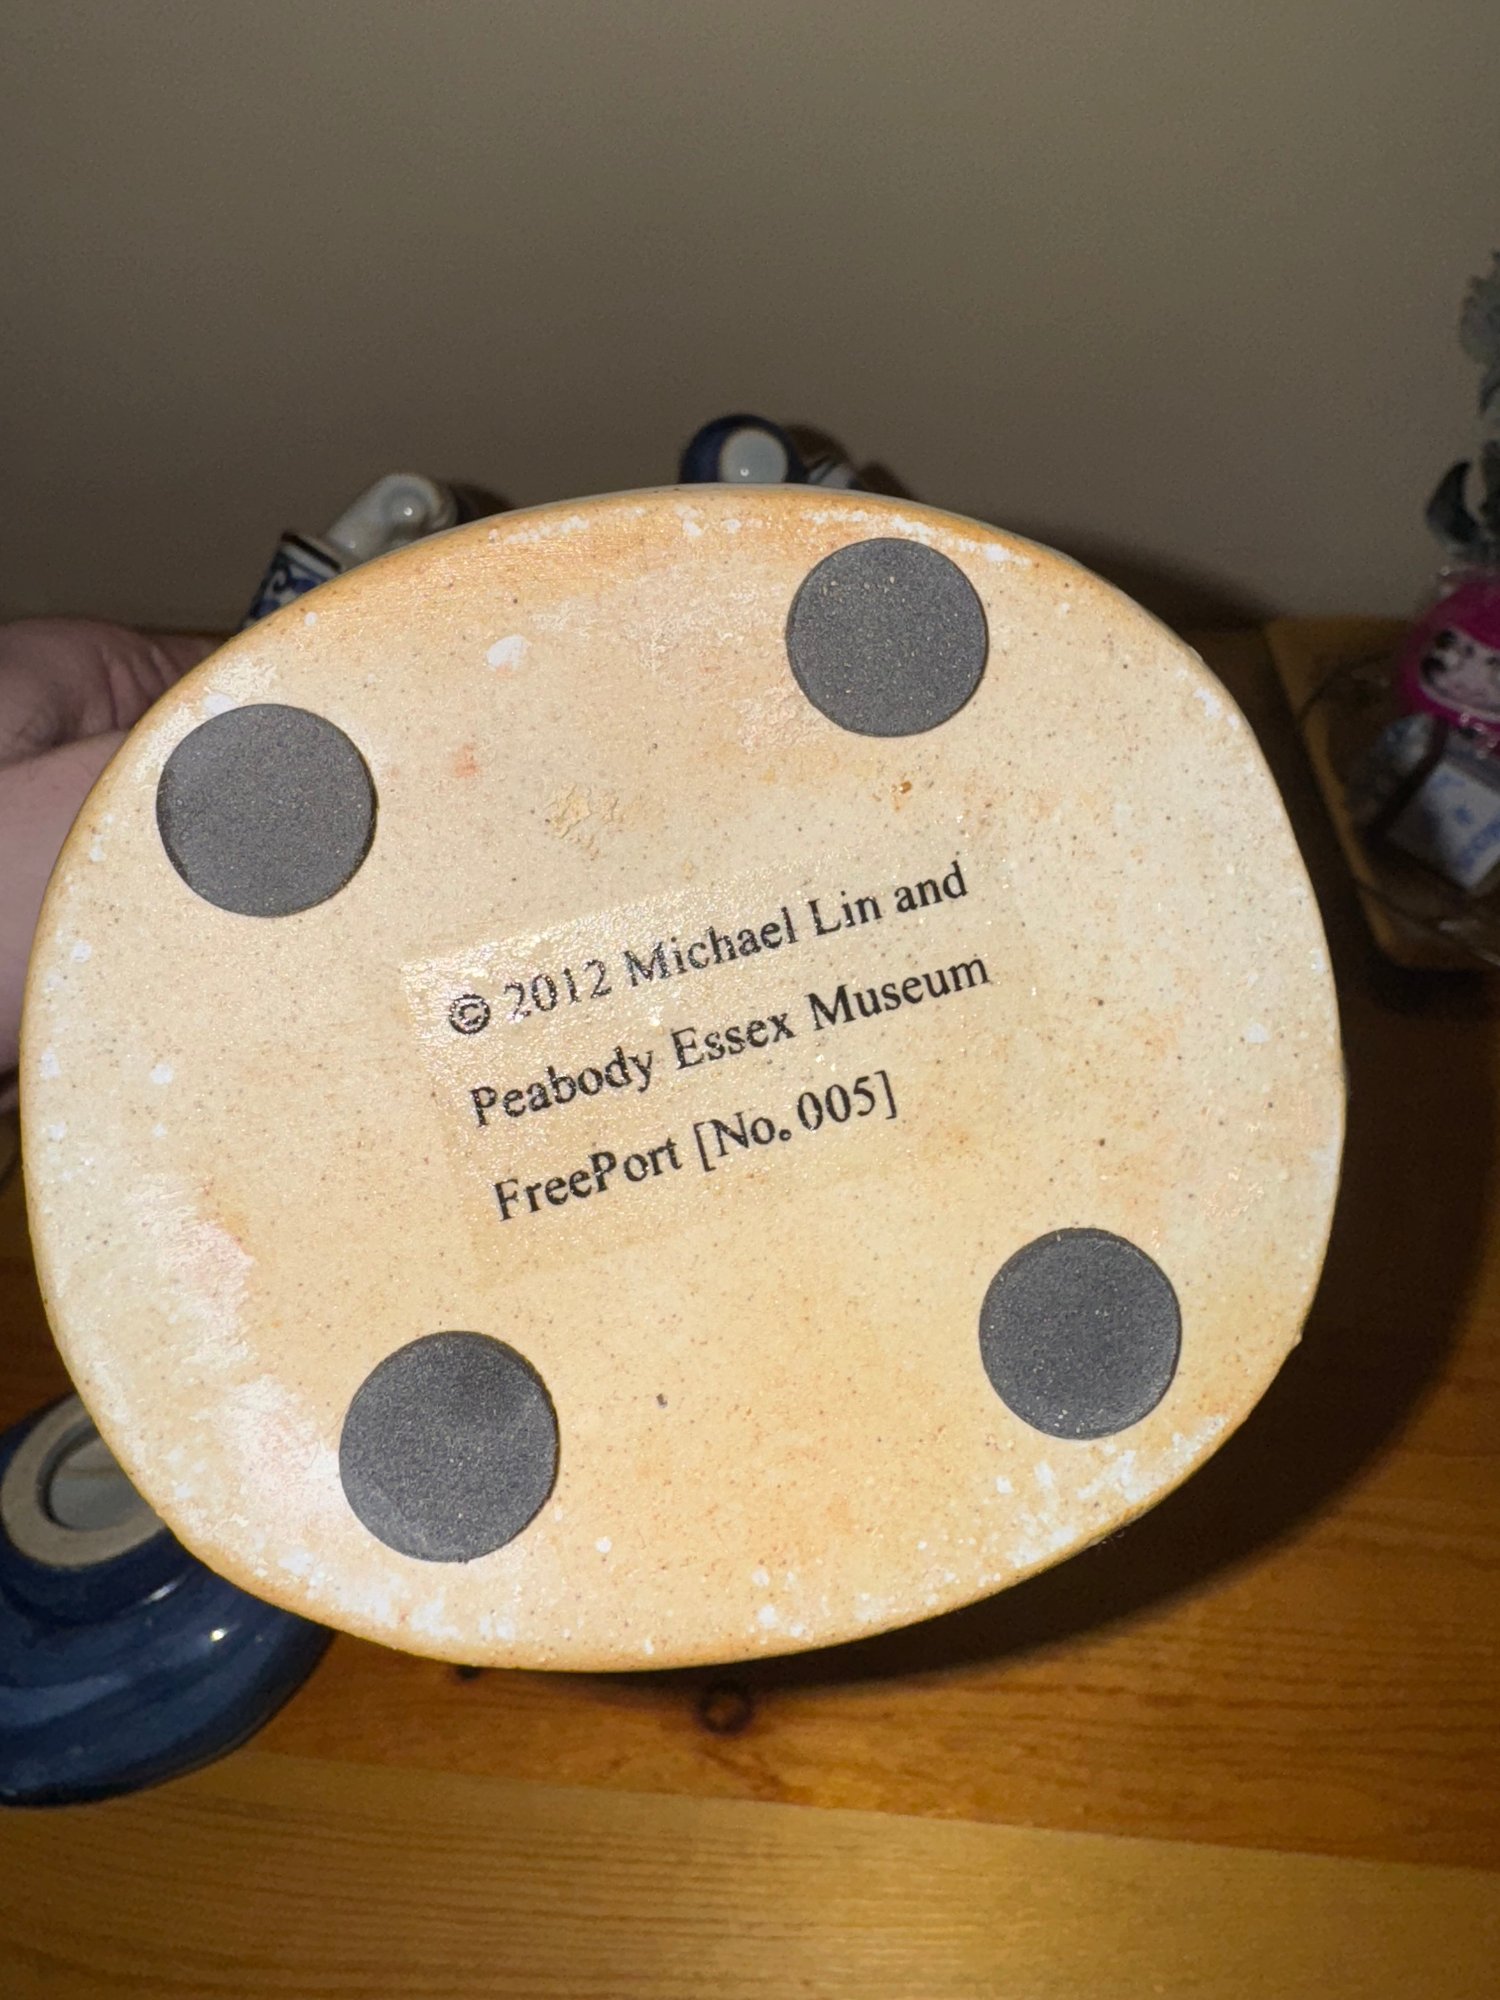 © 2012 Michael Lin and
Peabody Essex Museum
FreePort [No. 005]